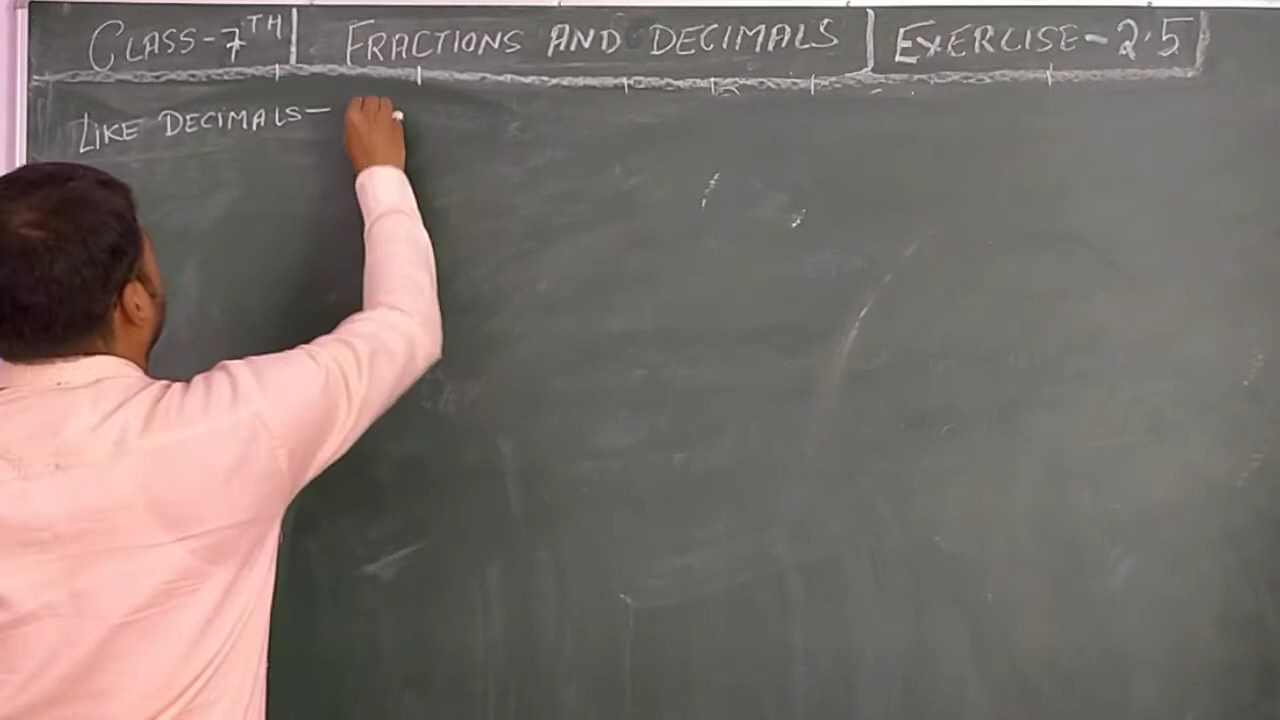 CLASS-7TH FRACTIONS AND DECIMALS EXERCISE-2.5
LIKE DECIMALS-